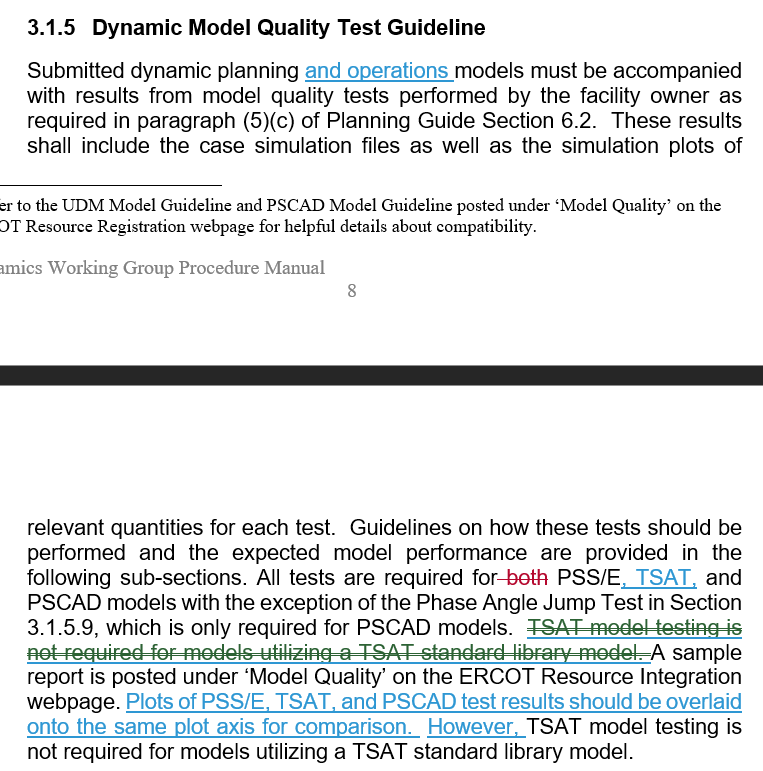 3.1.5 Dynamic Model Quality Test Guideline
Submitted dynamic planning and operations models must be accompanied
with results from model quality tests performed by the facility owner as
required in paragraph (5)(c) of Planning Guide Section 6.2. These results
shall include the case simulation files as well as the simulation plots of
er to the UDM Model Guideline and PSCAD Model Guideline posted under ‘Model Quality’ on the
OT Resource Registration webpage for helpful details about compatibility.
amics Working Group Procedure Manual
8
relevant quantities for each test. Guidelines on how these tests should be
performed and the expected model performance are provided in the
following sub-sections. All tests are required for both PSS/E, TSAT, and
PSCAD models with the exception of the Phase Angle Jump Test in Section
3.1.5.9, which is only required for PSCAD models. TSAT model testing is
not required for models utilizing a TSAT standard library model. A sample
report is posted under ‘Model Quality’ on the ERCOT Resource Integration
webpage. Plots of PSS/E, TSAT, and PSCAD test results should be overlaid
onto the same plot axis for comparison. However, TSAT model testing is
not required for models utilizing a TSAT standard library model.